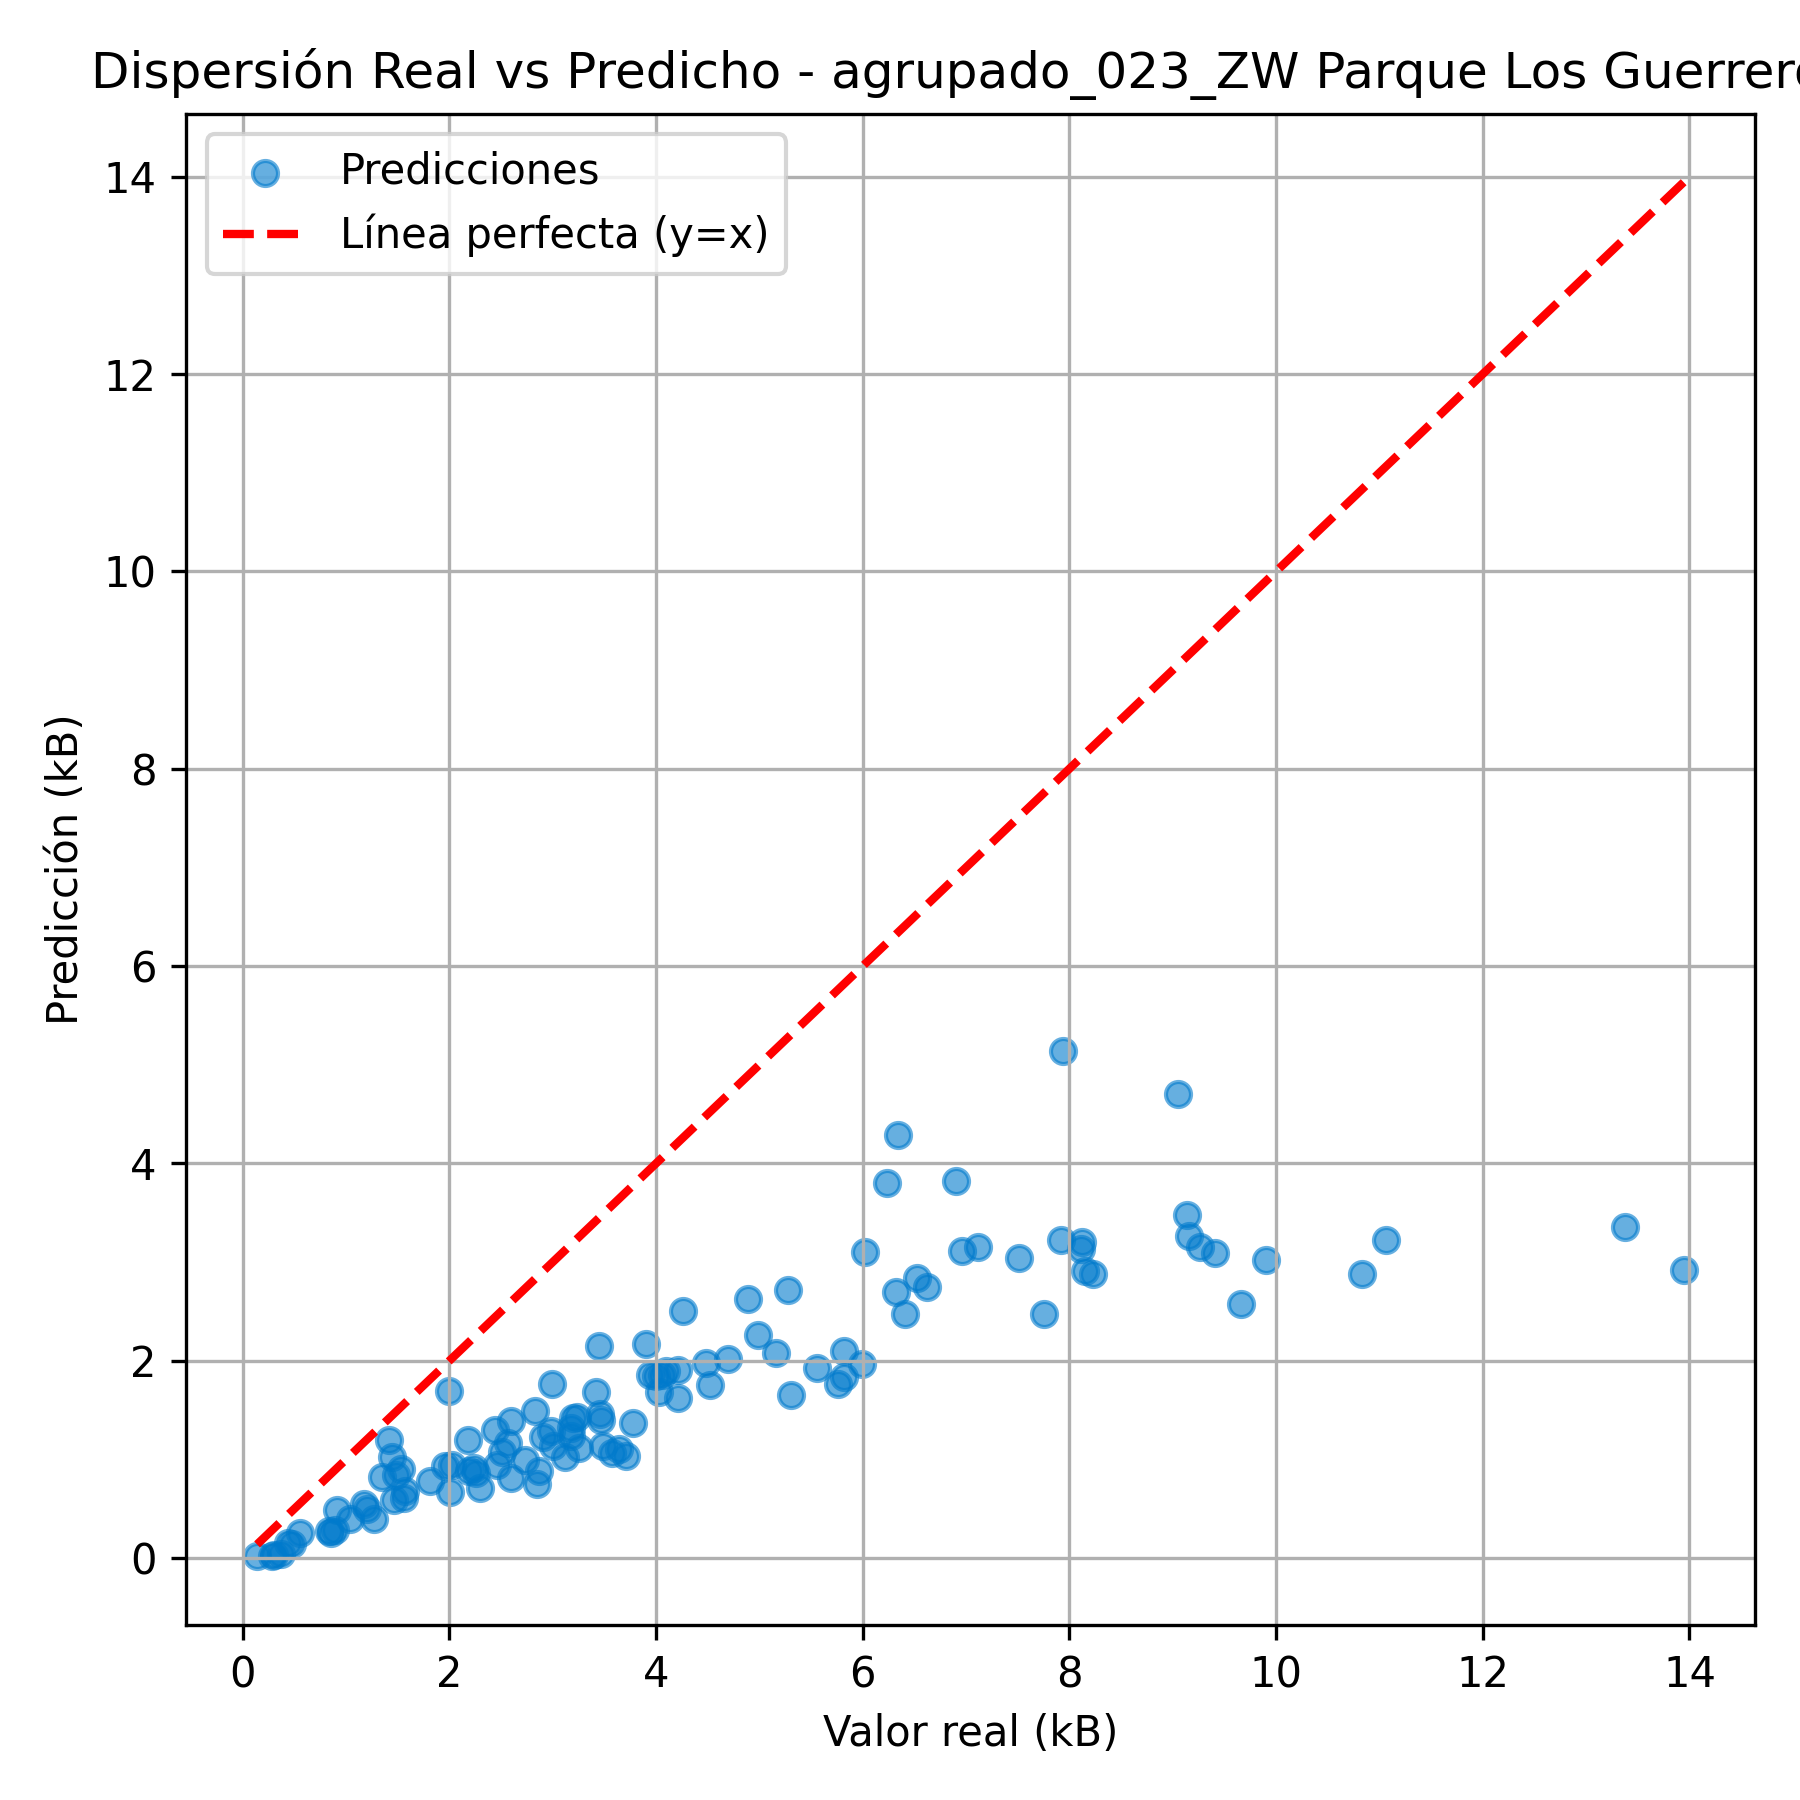 Dispersión Real vs Predicho - agrupado_023_ZW Parque Los Guerrero
Predicciones
Línea perfecta (y=x)
14
12
10
8
6
4
2
0
Predicción (kB)
0 2 4 6 8 10 12 14
Valor real (kB)